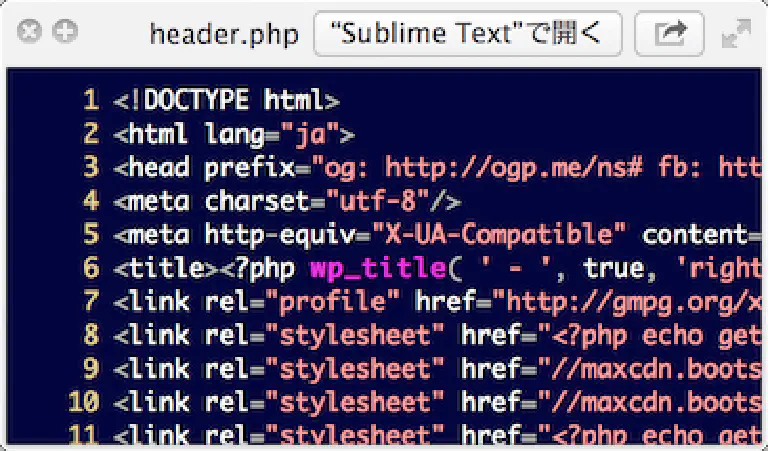 header.php "Sublime Text"で開く
1 <!DOCTYPE html>
2 <html lang="ja">
3 <head prefix="og: http://ogp.me/ns# fb: htt
4 <meta charset="utf-8"/>
5 <meta http-equiv="X-UA-Compatible" content=
6 <title><?php wp_title( ' - ', true, 'right
7 <link rel="profile" href="http://gmpg.org/x
8 <link rel="stylesheet" href="<?php echo get
9 <link rel="stylesheet" href="//maxcdn.boots
10 <link rel="stylesheet" href="//maxcdn.boots
11 <link rel="stylesheet" href="<?php echo get